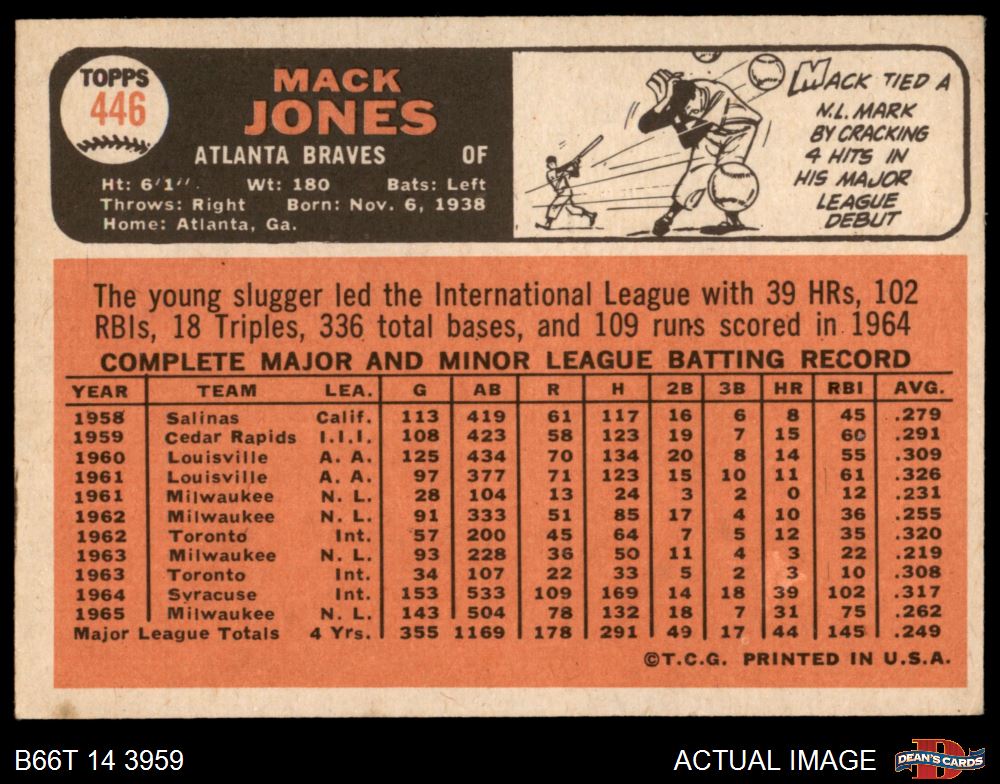 TOPPS
446
MACK
JONES
ATLANTA BRAVES OF
Ht: 6'1". Wt: 180 Bats: Left
Throws: Right Born: Nov. 6, 1938
Home: Atlanta, Ga.
MACK TIED A
N.L. MARK
BY CRACKING
4 HITS IN
HIS MAJOR
LEAGUE
DEBUT
The young slugger led the International League with 39 HRs, 102
RBIs, 18 Triples, 336 total bases, and 109 runs scored in 1964
COMPLETE MAJOR AND MINOR LEAGUE BATTING RECORD
YEAR TEAM LEA. G AB R H 2B 3B HR RBI AVG.
1958 Salinas Calif. 113 419 61 117 16 6 8 45 .279
1959 Cedar Rapids I.I.I. 108 423 58 123 19 7 15 60 .291
1960 Louisville A. A. 125 434 70 134 20 8 14 55 .309
1961 Louisville A. A. 97 377 71 123 15 10 11 61 .326
1961 Milwaukee N. L. 28 104 13 24 3 2 0 12 .231
1962 Milwaukee N. L. 91 333 51 85 17 4 10 36 .255
1962 Toronto Int. 57 200 45 64 7 5 12 35 .320
1963 Milwaukee N. L. 93 228 36 50 11 4 3 22 .219
1963 Toronto Int. 34 107 22 33 5 2 3 10 .308
1964 Syracuse Int. 153 533 109 169 14 18 39 102 .317
1965 Milwaukee N. L. 143 504 78 132 18 7 31 75 .262
Major League Totals 4 Yrs. 355 1169 178 291 49 17 44 145 .249
©T.C.G. PRINTED IN U.S.A.
B66T 14 3959 ACTUAL IMAGE DEAN'S CARDS